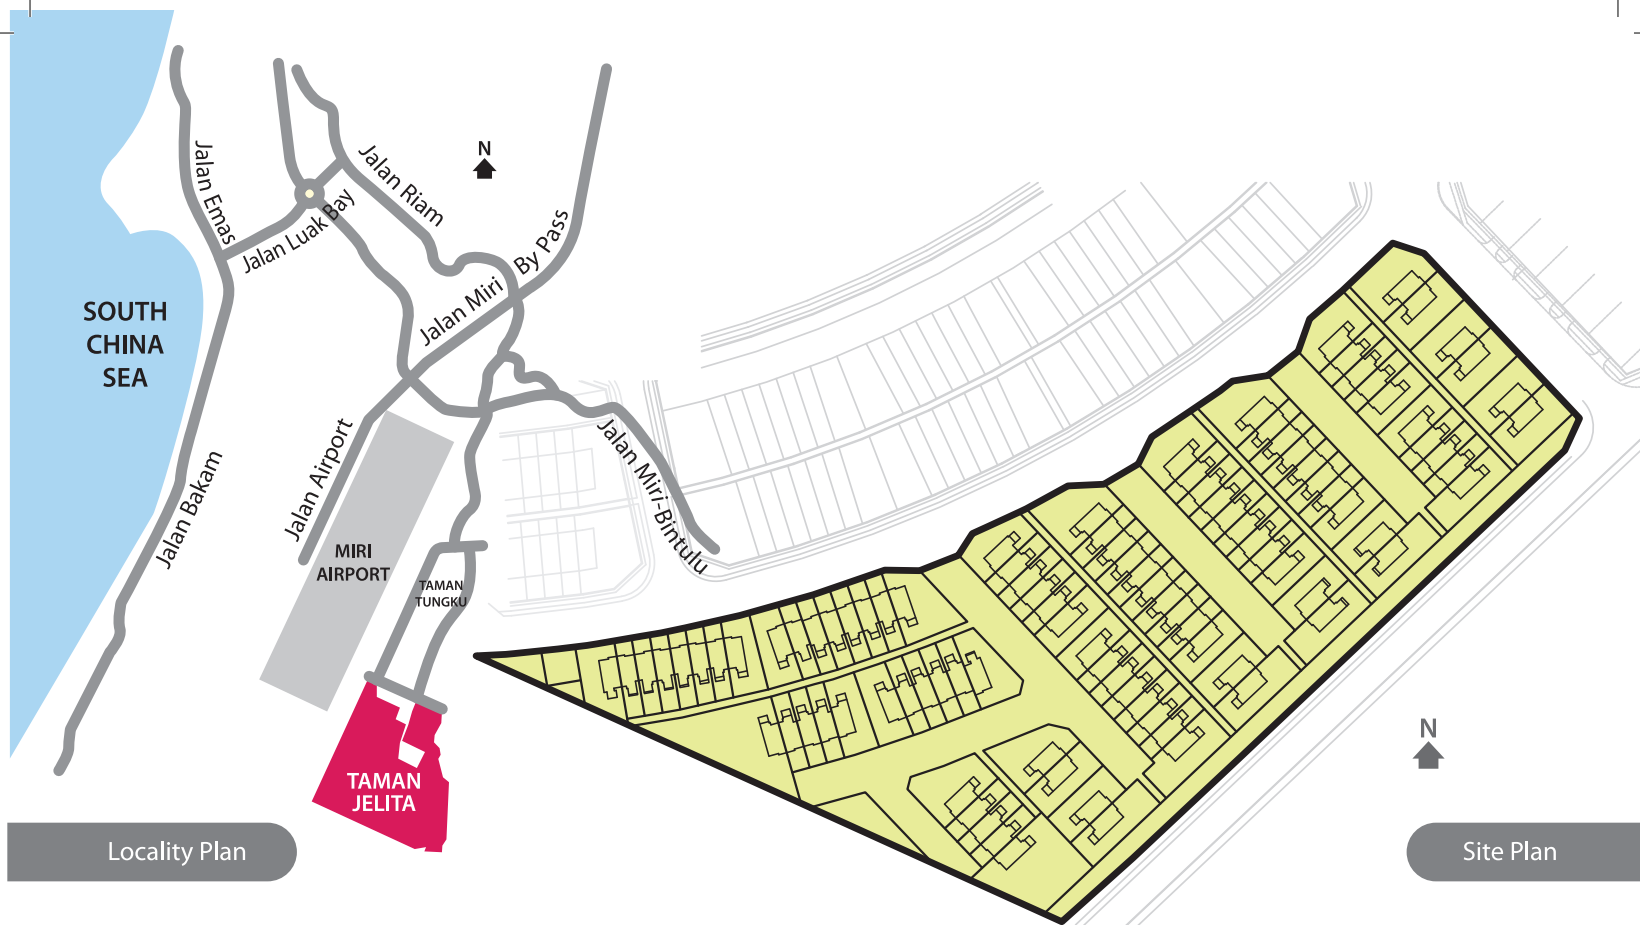 N
Jalan Riam
Jalan Emas
Jalan Luak Bay
Jalan Miri By Pass
SOUTH
CHINA
SEA
Jalan Airport
Jalan Miri-Bintulu
Jalan Bakam
MIRI
AIRPORT
TAMAN
TUNGKU
TAMAN
JELITA
N
Locality Plan
Site Plan